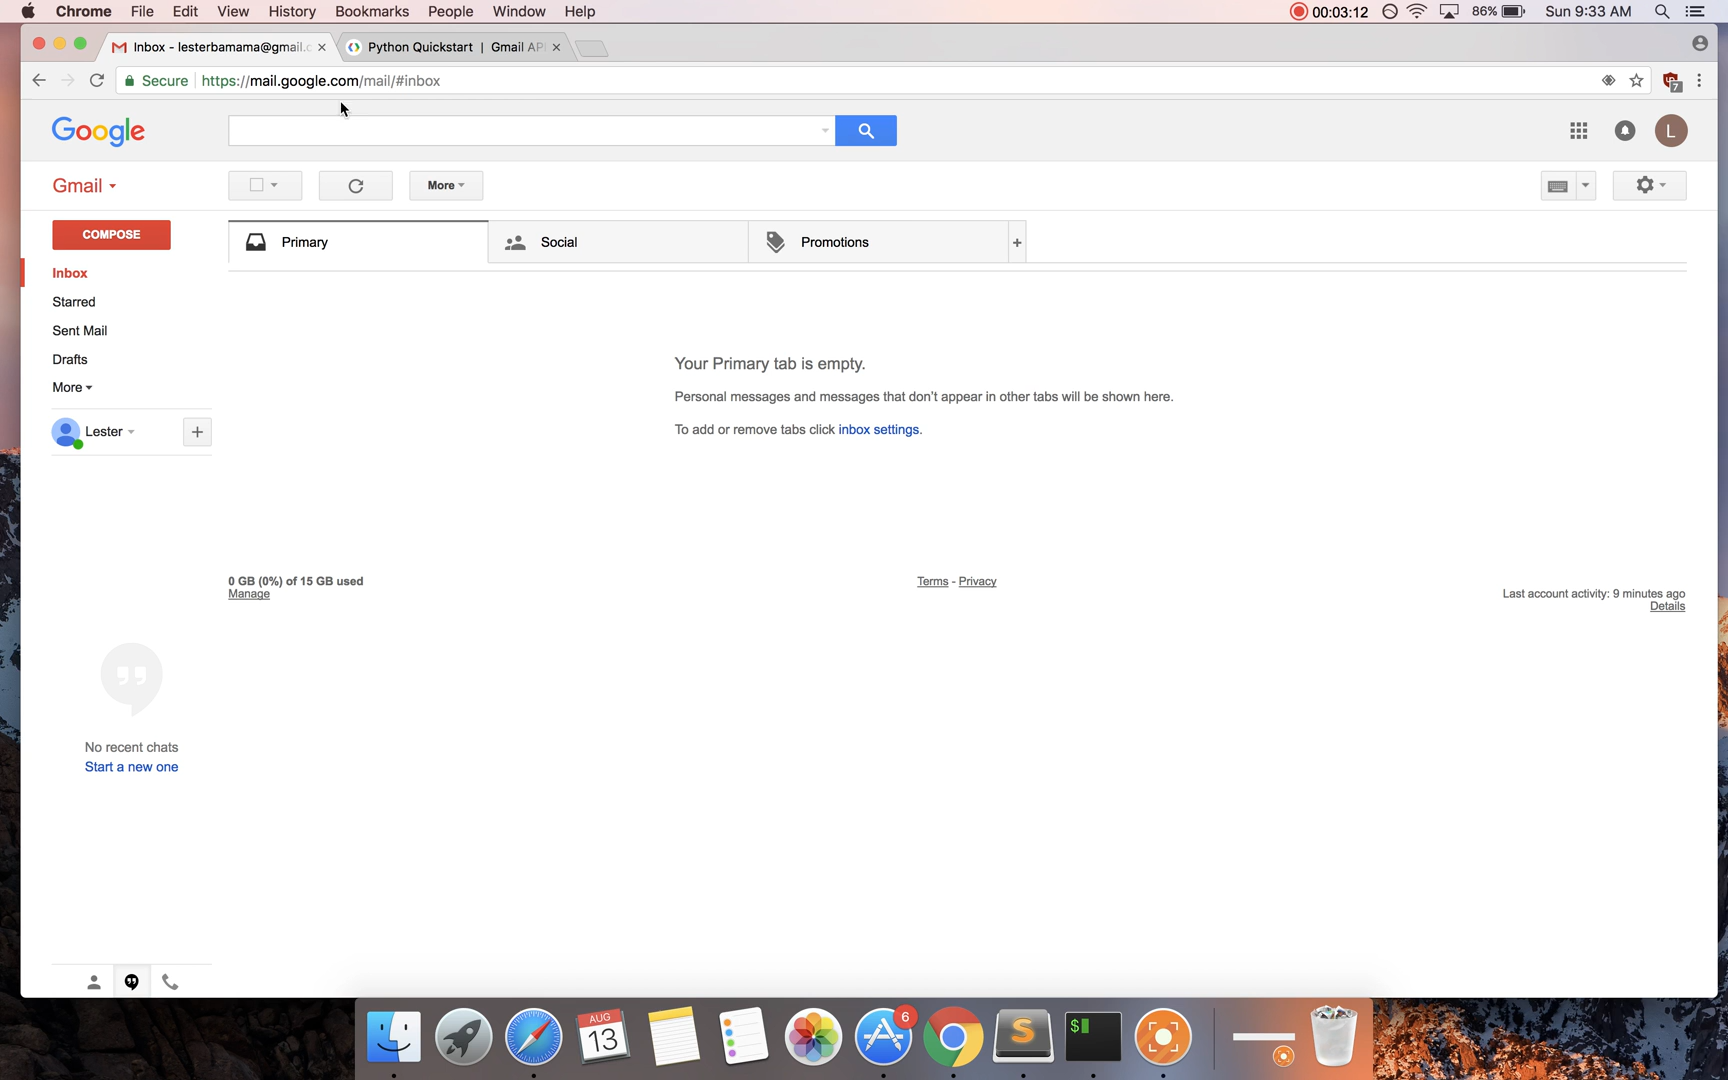 Chrome File Edit View History Bookmarks People Window Help 00:03:12 86% Sun 9:33 AM
Inbox - lesterbamama@gmail.c Python Quickstart | Gmail API
Secure https://mail.google.com/mail/#inbox 7
Google L
Gmail More
COMPOSE
Primary Social Promotions +
Inbox
Starred
Sent Mail
Drafts
More
Your Primary tab is empty.
Personal messages and messages that don't appear in other tabs will be shown here.
To add or remove tabs click inbox settings.
Lester +
0 GB (0%) of 15 GB used
Manage
Terms - Privacy
Last account activity: 9 minutes ago
Details
No recent chats
Start a new one
AUG
13
6
S
$